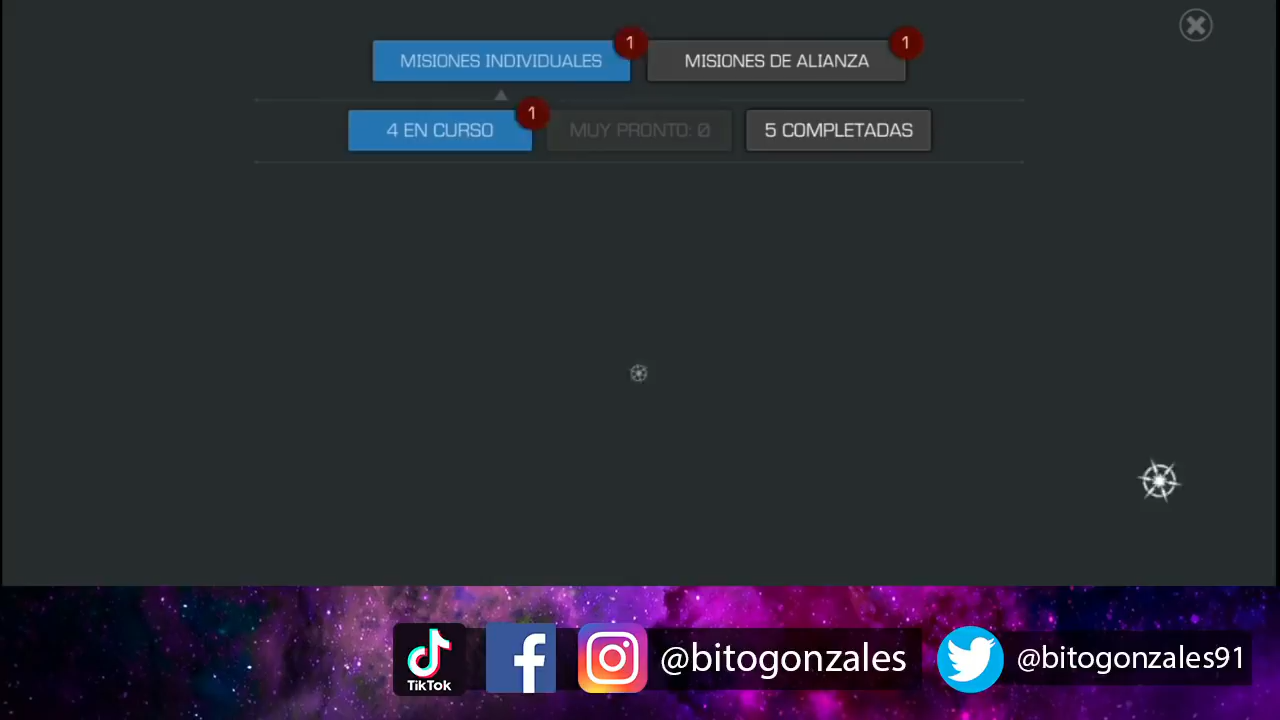 MISIONES INDIVIDUALES 1 MISIONES DE ALIANZA 1
4 EN CURSO 1 MUY PRONTO: 0 5 COMPLETADAS
TikTok @bitogonzales @bitogonzales91